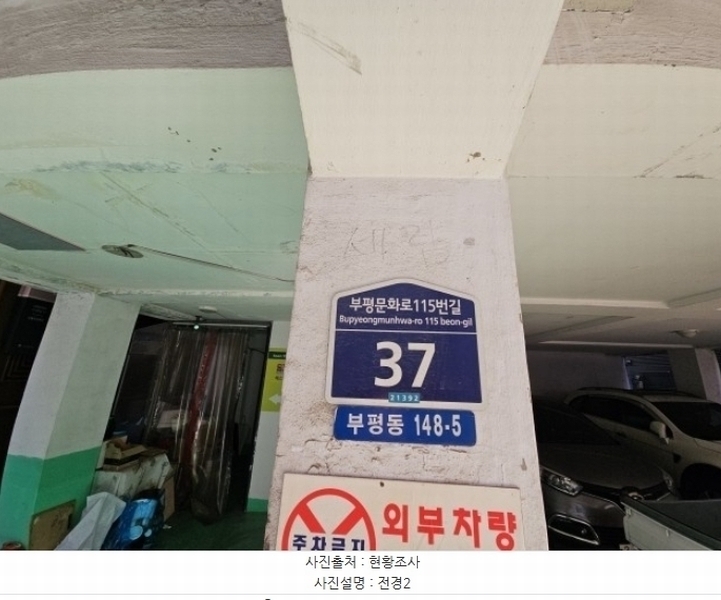 부평문화로115번길
Bupyeongmunhwa-ro 115 beon-gil
37
21392
부평동 148-5
외부차량
주차금지
사진출처 : 현황조사
사진설명 : 전경2